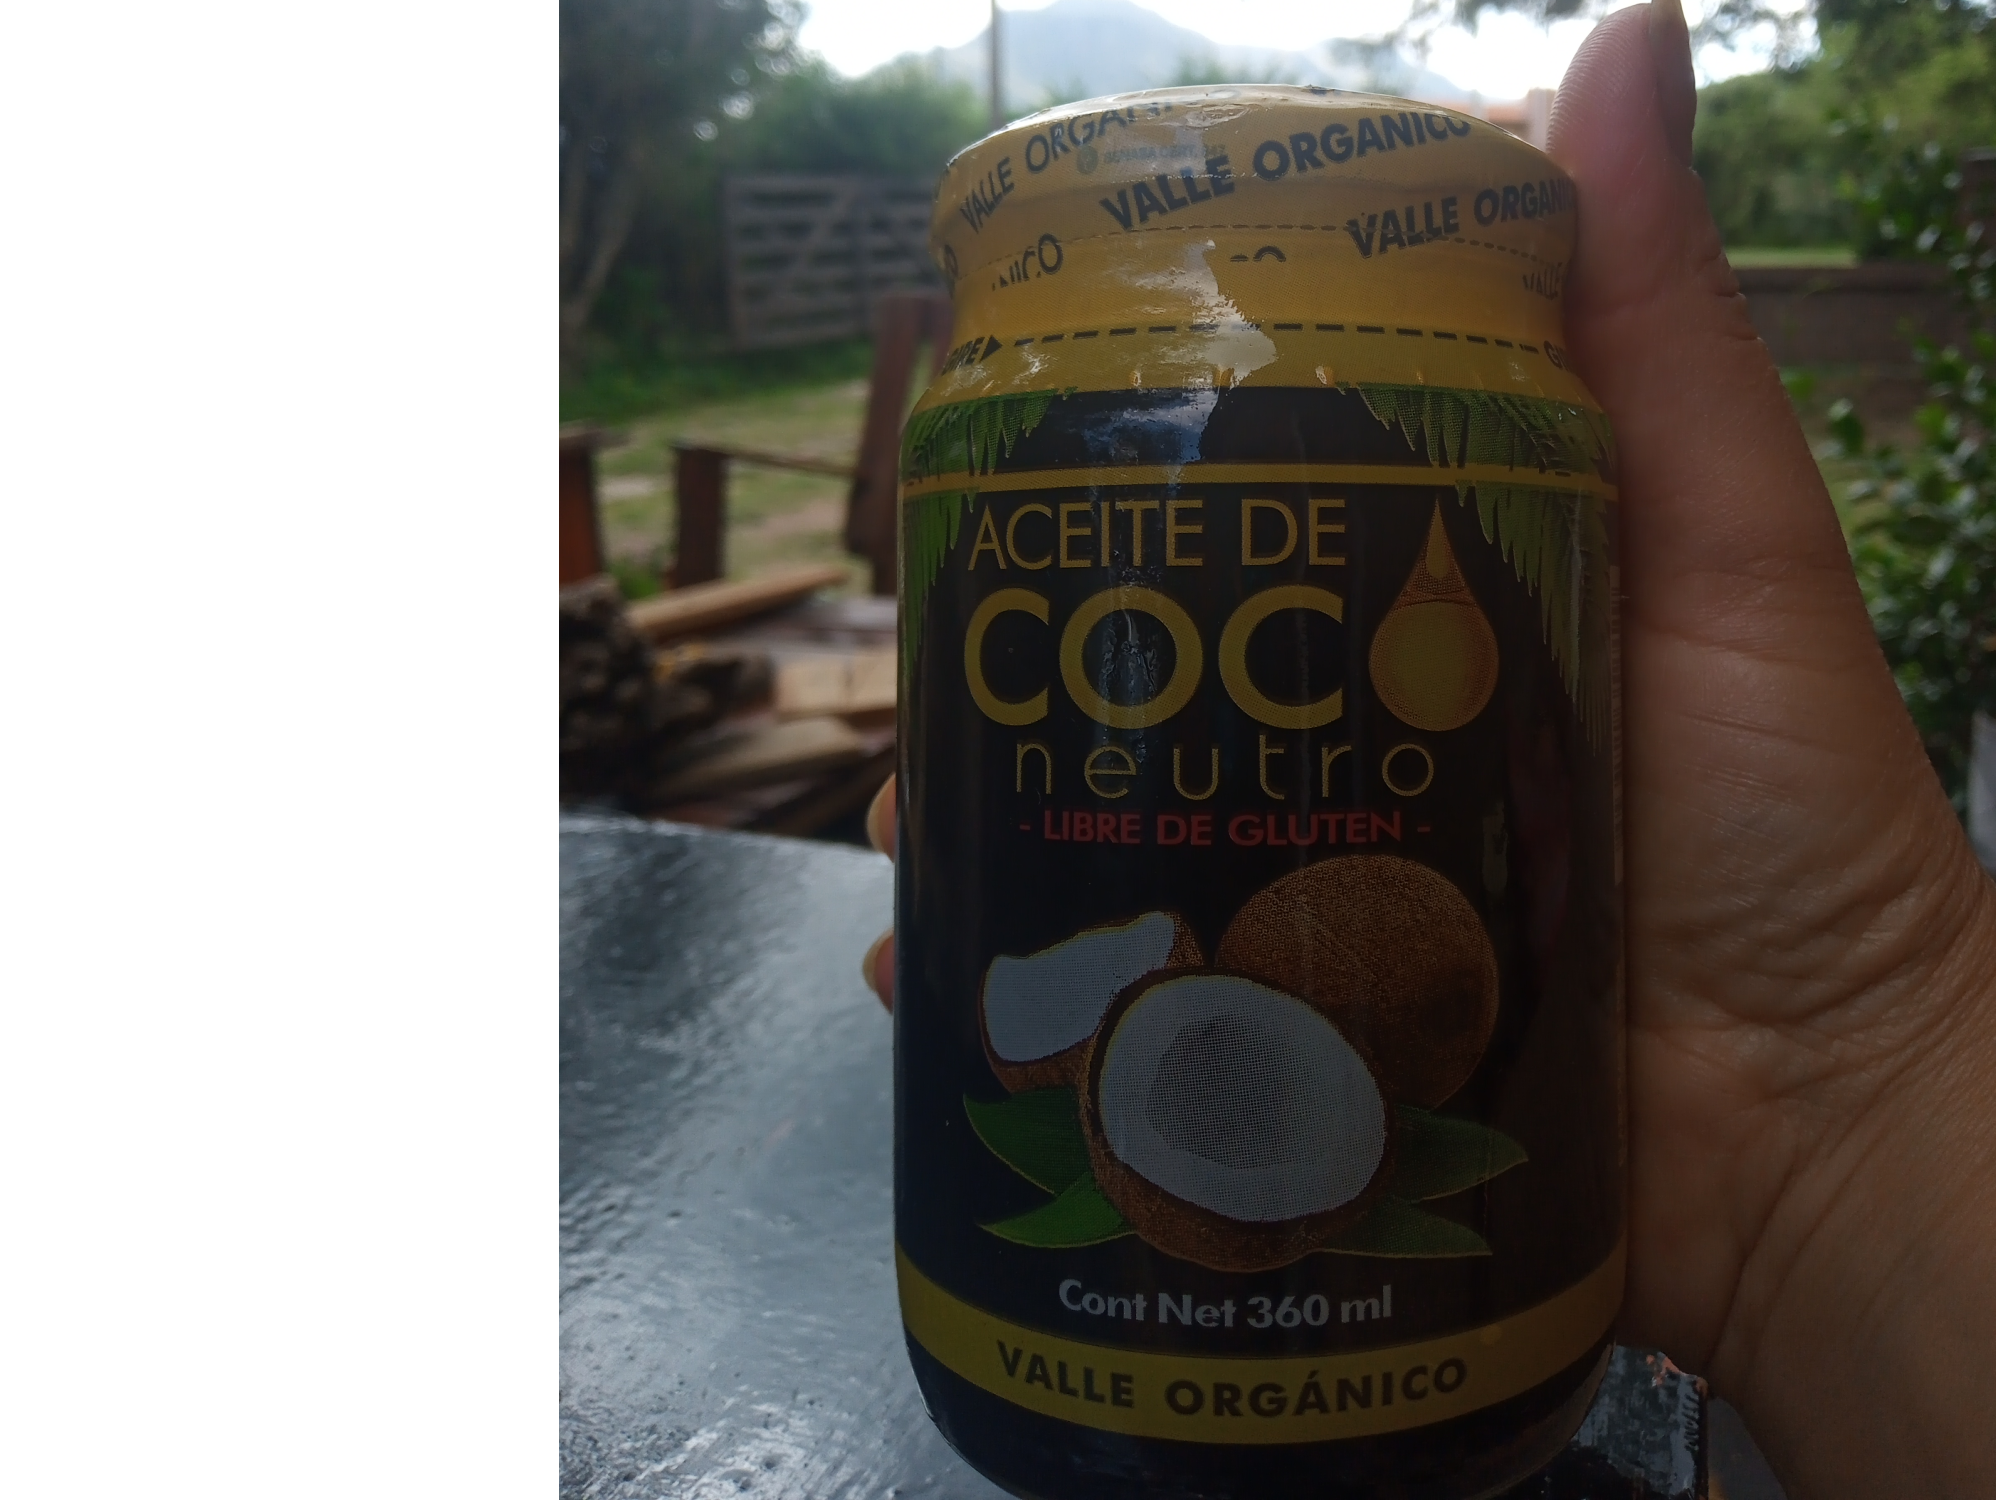 VALLE ORGANICO
VALLE ORGANICO
VALLE ORGANICO
ACEITE DE
COCO
neutro
- LIBRE DE GLUTEN -
Cont Net 360 ml
VALLE ORGÁNICO